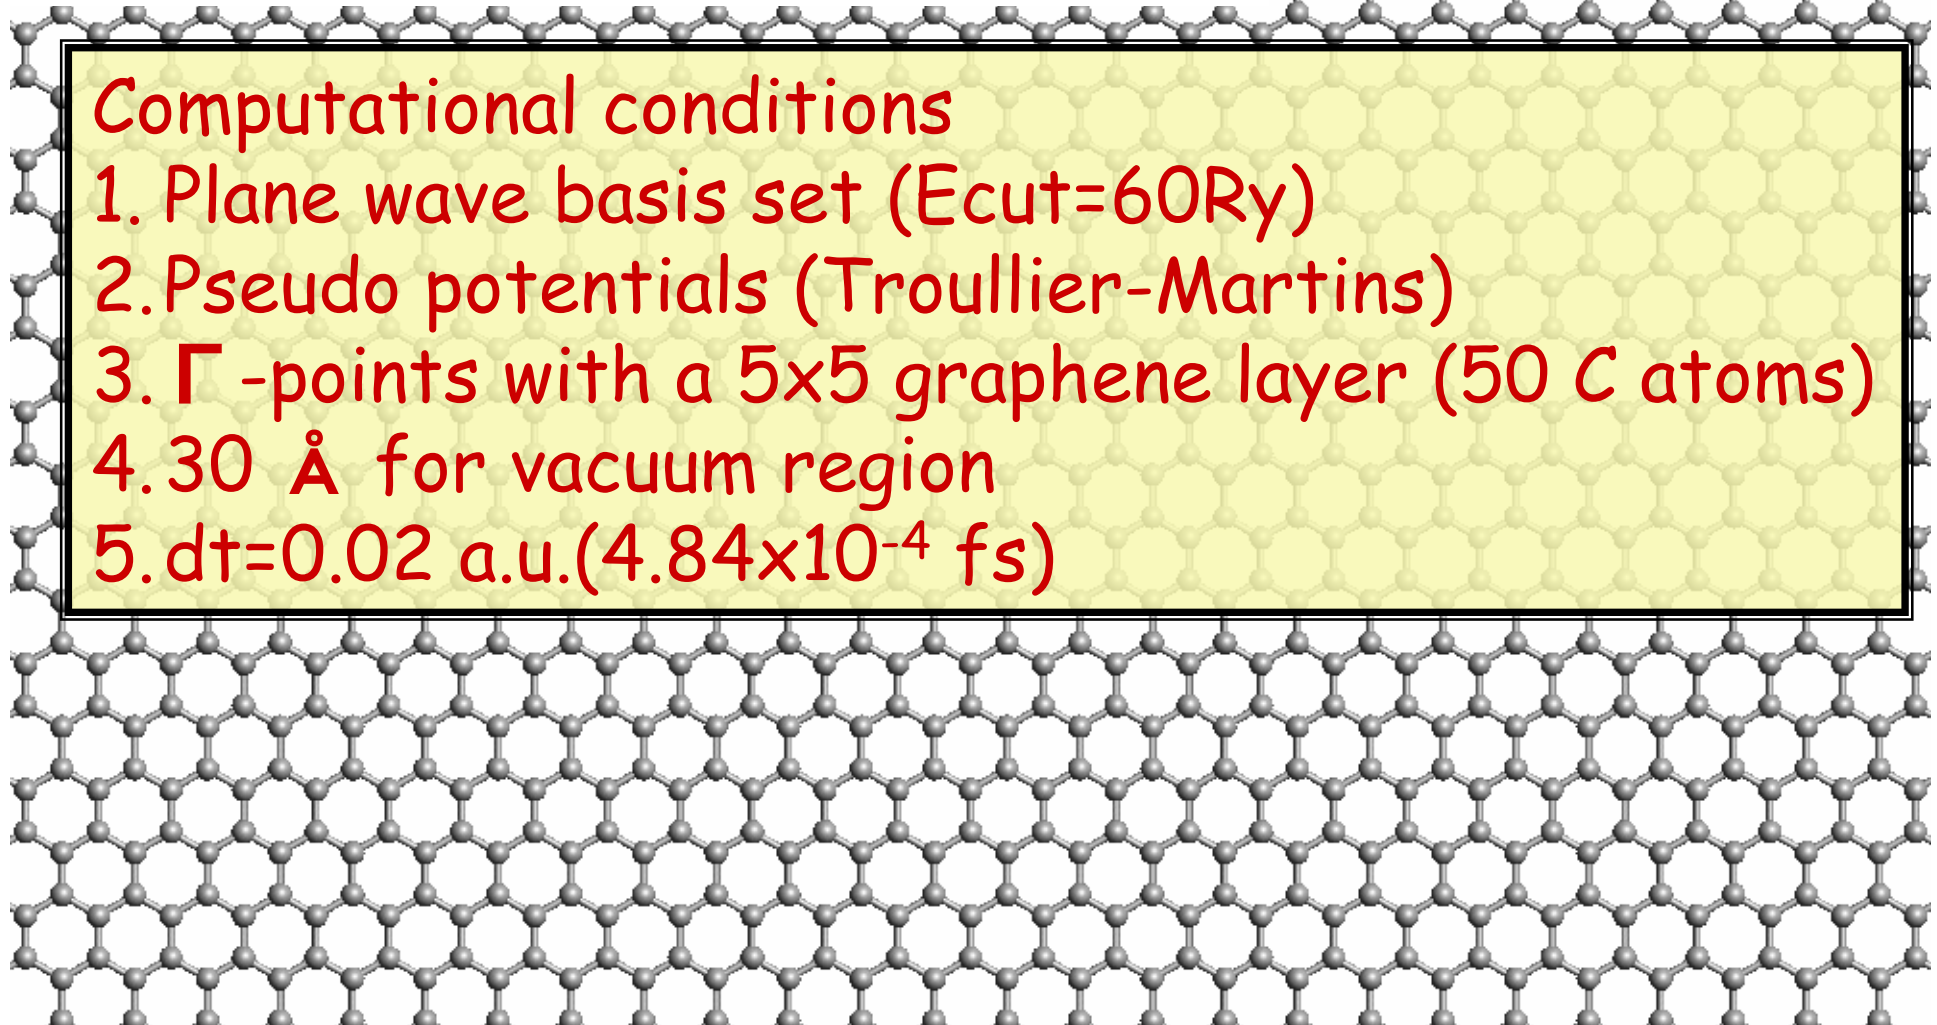 Computational conditions
1. Plane wave basis set (Ecut=60Ry)
2. Pseudo potentials (Troullier-Martins)
3. Γ -points with a 5x5 graphene layer (50 C atoms)
4. 30 Å for vacuum region
5. dt=0.02 a.u.(4.84x10⁻⁴ fs)